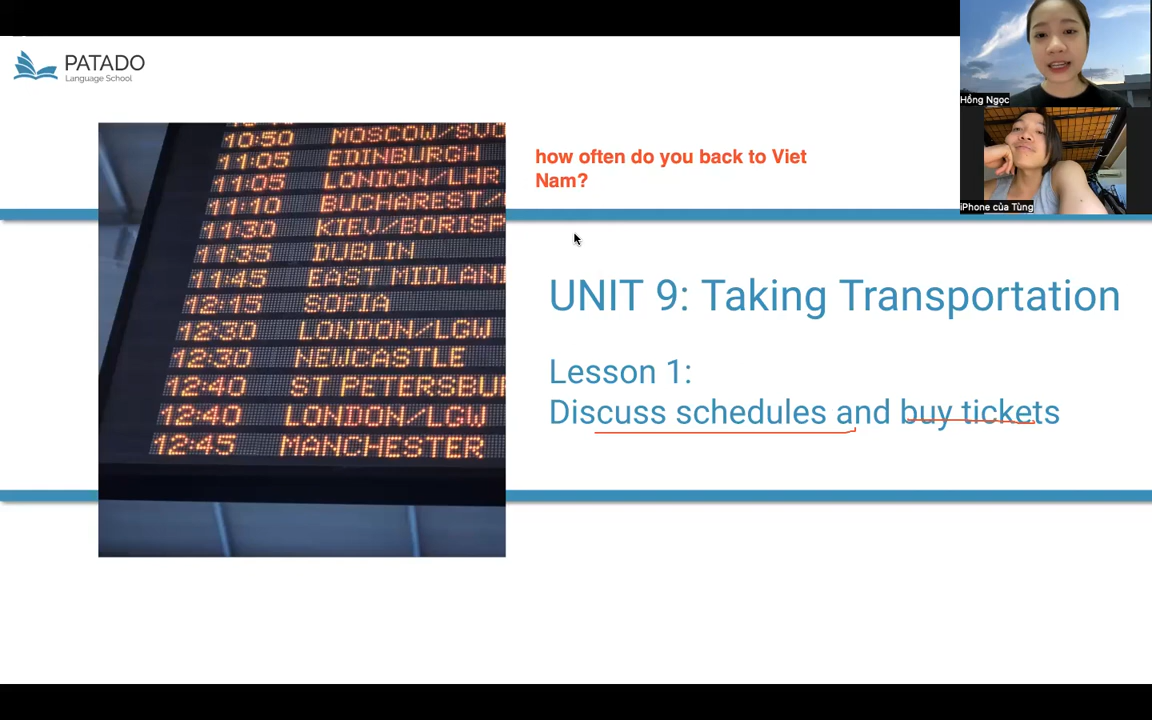 PATADO
Language School
10:50 MOSCOW/SVO
11:05 EDINBURGH
11:05 LONDON/LHR
11:10 BUCHAREST/
11:30 KIEV/BORISP
11:35 DUBLIN
11:45 EAST MIDLAN
12:15 SOFIA
12:30 LONDON/LGW
12:30 NEWCASTLE
12:40 ST PETERSBU
12:40 LONDON/LGW
12:45 MANCHESTER
how often do you back to Viet
Nam?
Hồng Ngọc
iPhone của Tùng
UNIT 9: Taking Transportation
Lesson 1:
Discuss schedules and buy tickets